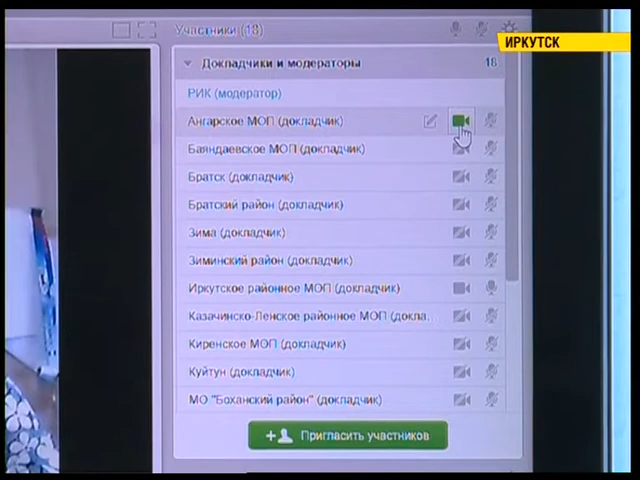 Участники (18)
ИРКУТСК
Докладчики и модераторы 18
РИК (модератор)
Ангарское МОП (докладчик)
Баяндаевское МОП (докладчик)
Братск (докладчик)
Братский район (докладчик)
Зима (докладчик)
Зиминский район (докладчик)
Иркутское районное МОП (докладчик)
Казачинско-Ленское районное МОП (докла...
Киренское МОП (докладчик)
Куйтун (докладчик)
МО "Боханский район" (докладчик)
Пригласить участников